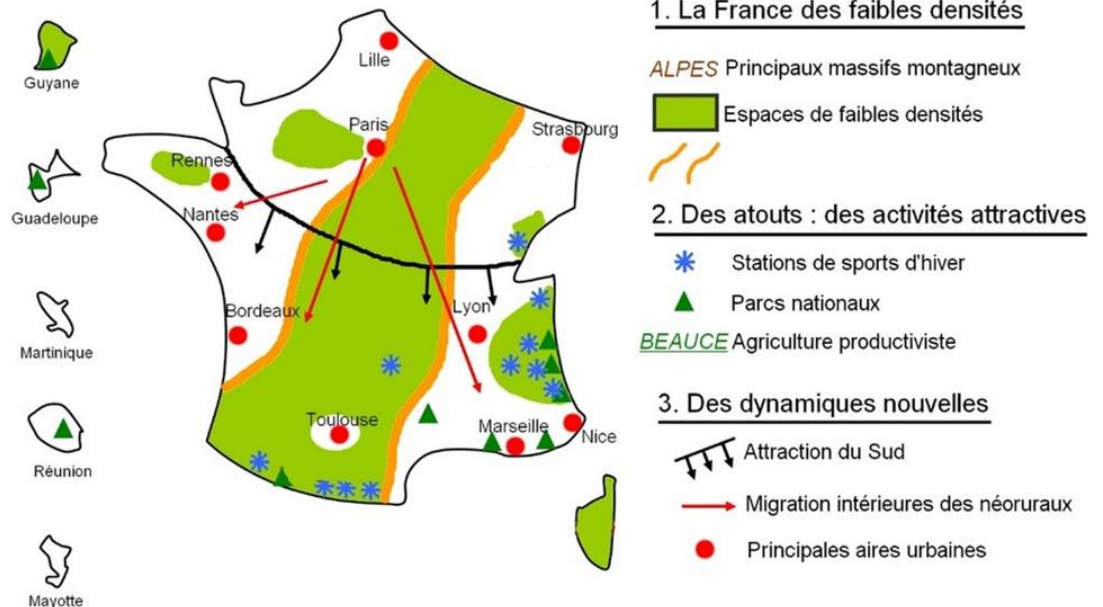 Guyane
Guadeloupe
Martinique
Réunion
Mayotte
Lille
Paris
Strasbourg
Rennes
Nantes
Bordeaux
Lyon
Toulouse
Marseille
Nice
1. La France des faibles densités
ALPES Principaux massifs montagneux
Espaces de faibles densités
2. Des atouts : des activités attractives
Stations de sports d'hiver
Parcs nationaux
BEAUCE Agriculture productiviste
3. Des dynamiques nouvelles
Attraction du Sud
Migration intérieures des néoruraux
Principales aires urbaines